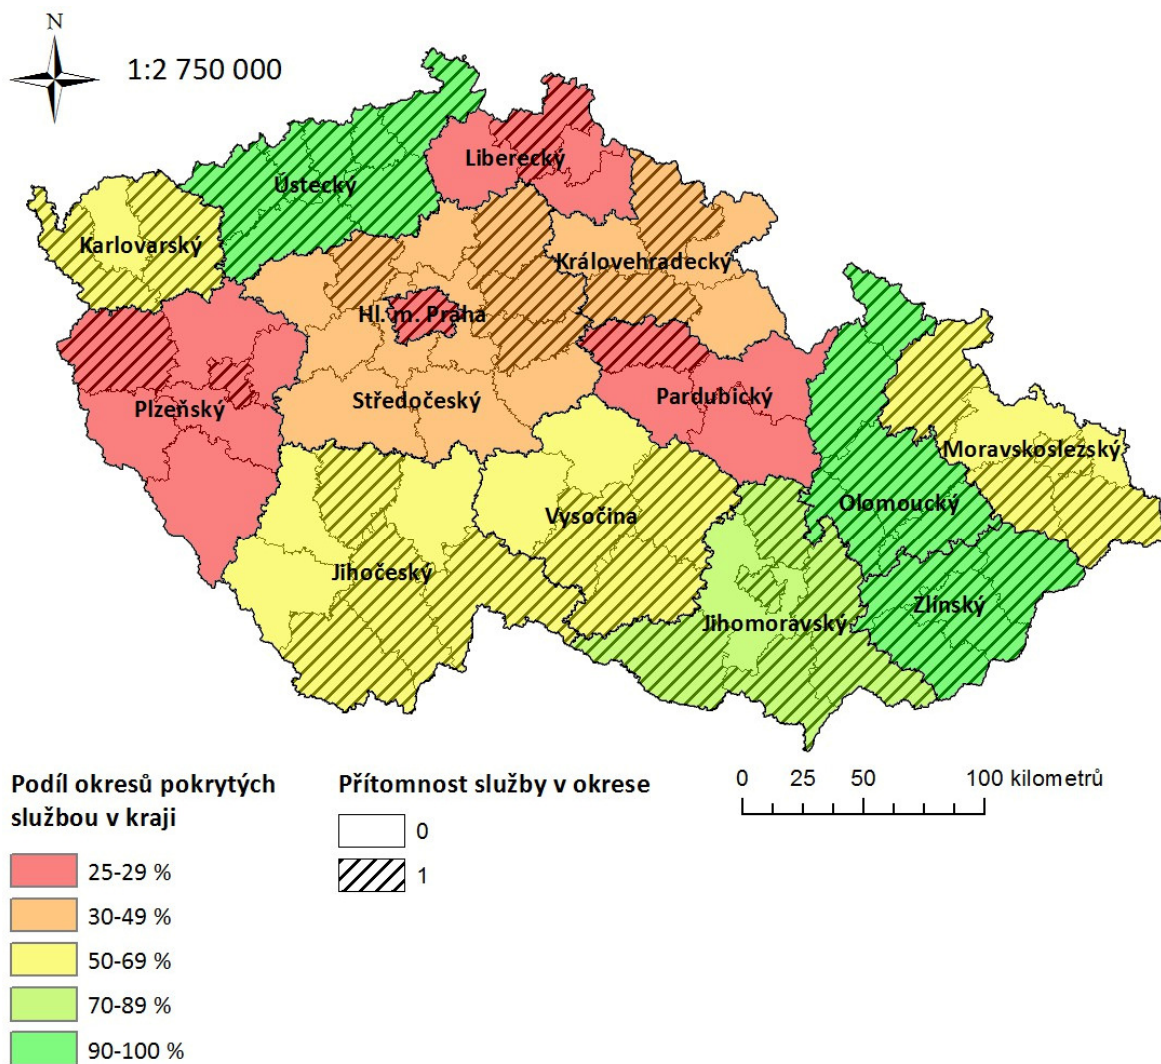 N
1:2 750 000
Liberecký
Ústecký
Karlovarský
Královehradecký
Hl. m. Praha
Středočeský
Pardubický
Plzeňský
Moravskoslezský
Olomoucký
Vysočina
Jihočeský
Zlínský
Jihomoravský
Podíl okresů pokrytých
službou v kraji
25-29 %
30-49 %
50-69 %
70-89 %
90-100 %
Přítomnost služby v okrese
0
1
0 25 50 100 kilometrů